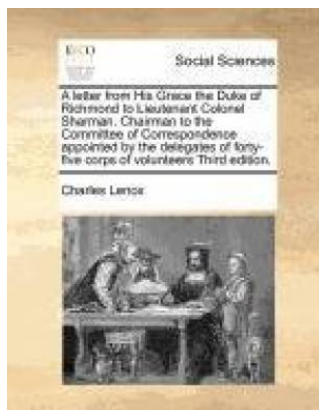 ECCO
Social Sciences
A letter from His Grace the Duke of
Richmond to Lieutenant Colonel
Sharman, Chairman to the
Committee of Correspondence
appointed by the delegates of forty-
five corps of volunteers Third edition.
Charles Lenox